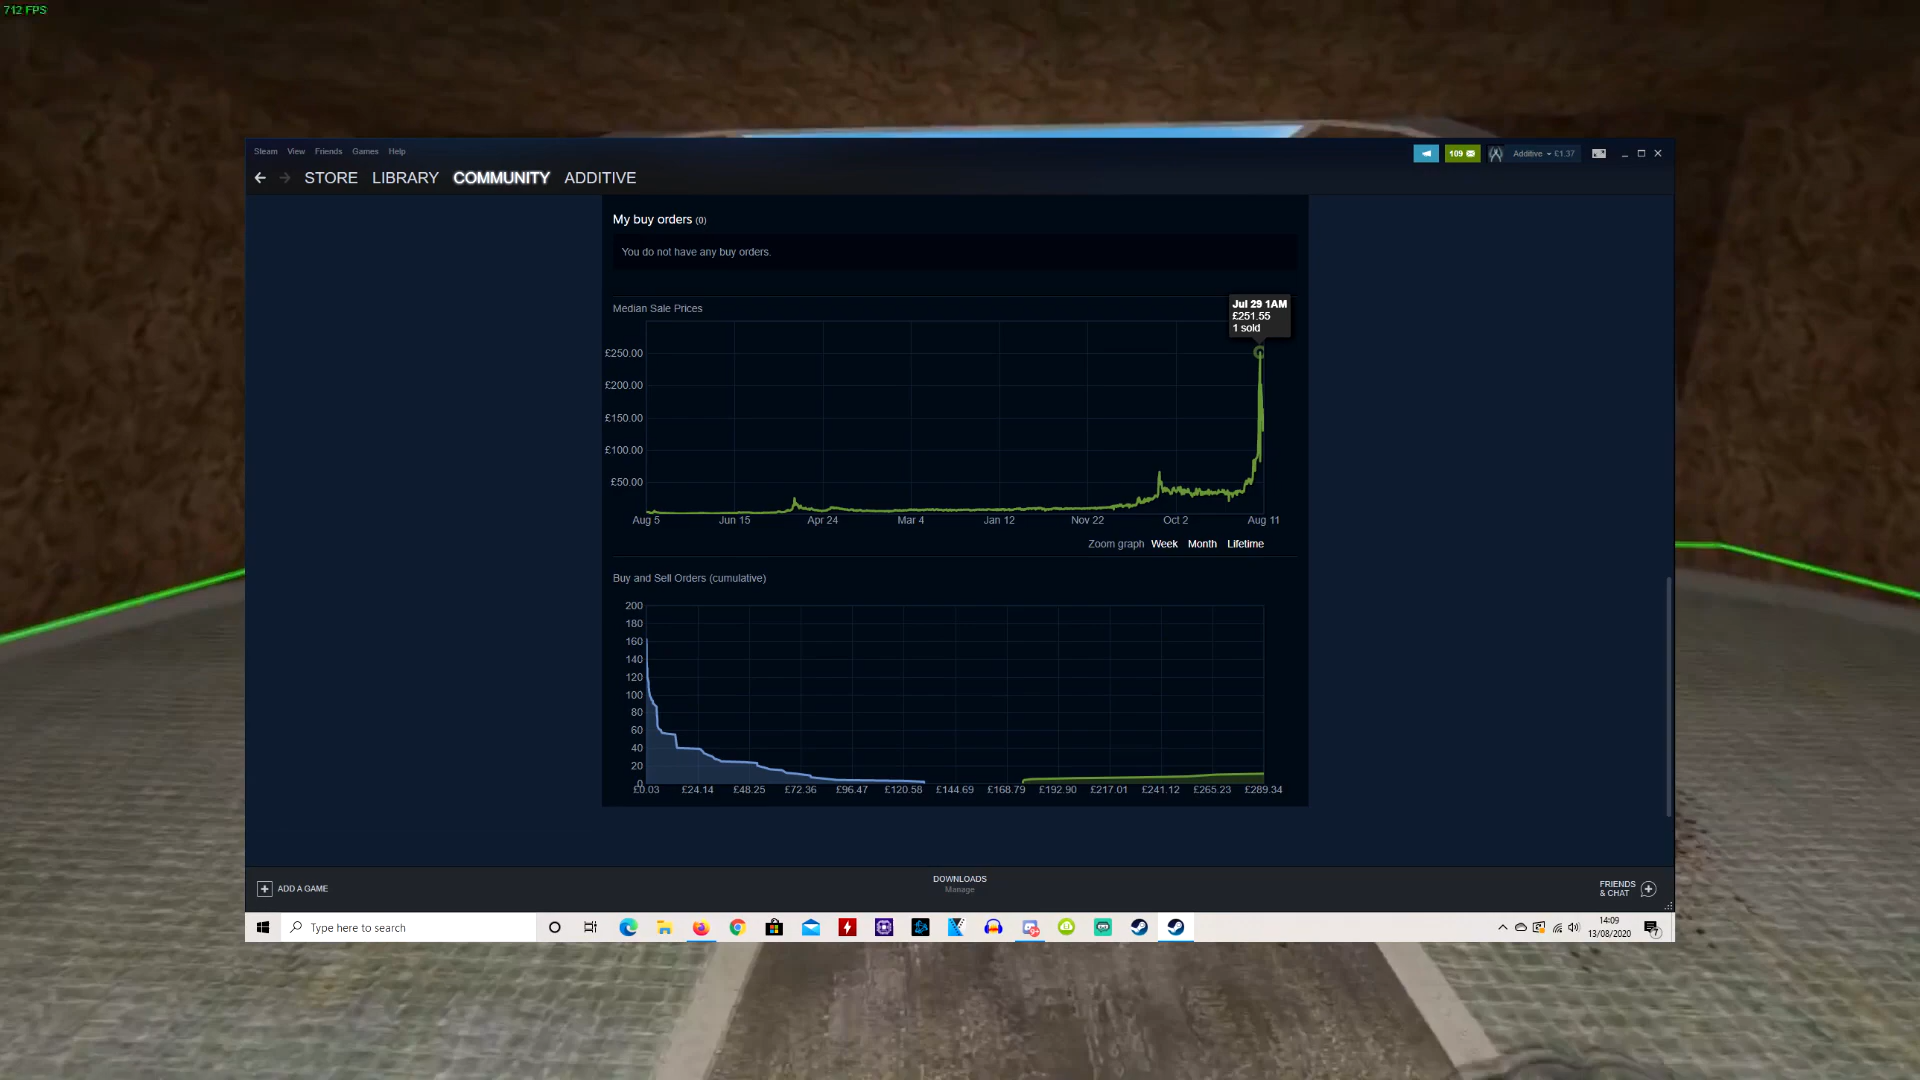 712 FPS
Steam View Friends Games Help
109
Additive £1.37
STORE LIBRARY COMMUNITY ADDITIVE
My buy orders (0)
You do not have any buy orders.
Median Sale Prices
Jul 29 1AM
£251.55
1 sold
£250.00
£200.00
£150.00
£100.00
£50.00
Aug 5 Jun 15 Apr 24 Mar 4 Jan 12 Nov 22 Oct 2 Aug 11
Zoom graph Week Month Lifetime
Buy and Sell Orders (cumulative)
200
180
160
140
120
100
80
60
40
20
0
£0.03 £24.14 £48.25 £72.36 £96.47 £120.58 £144.69 £168.79 £192.90 £217.01 £241.12 £265.23 £289.34
ADD A GAME
DOWNLOADS
Manage
FRIENDS
& CHAT
Type here to search
14:09
13/08/2020
7